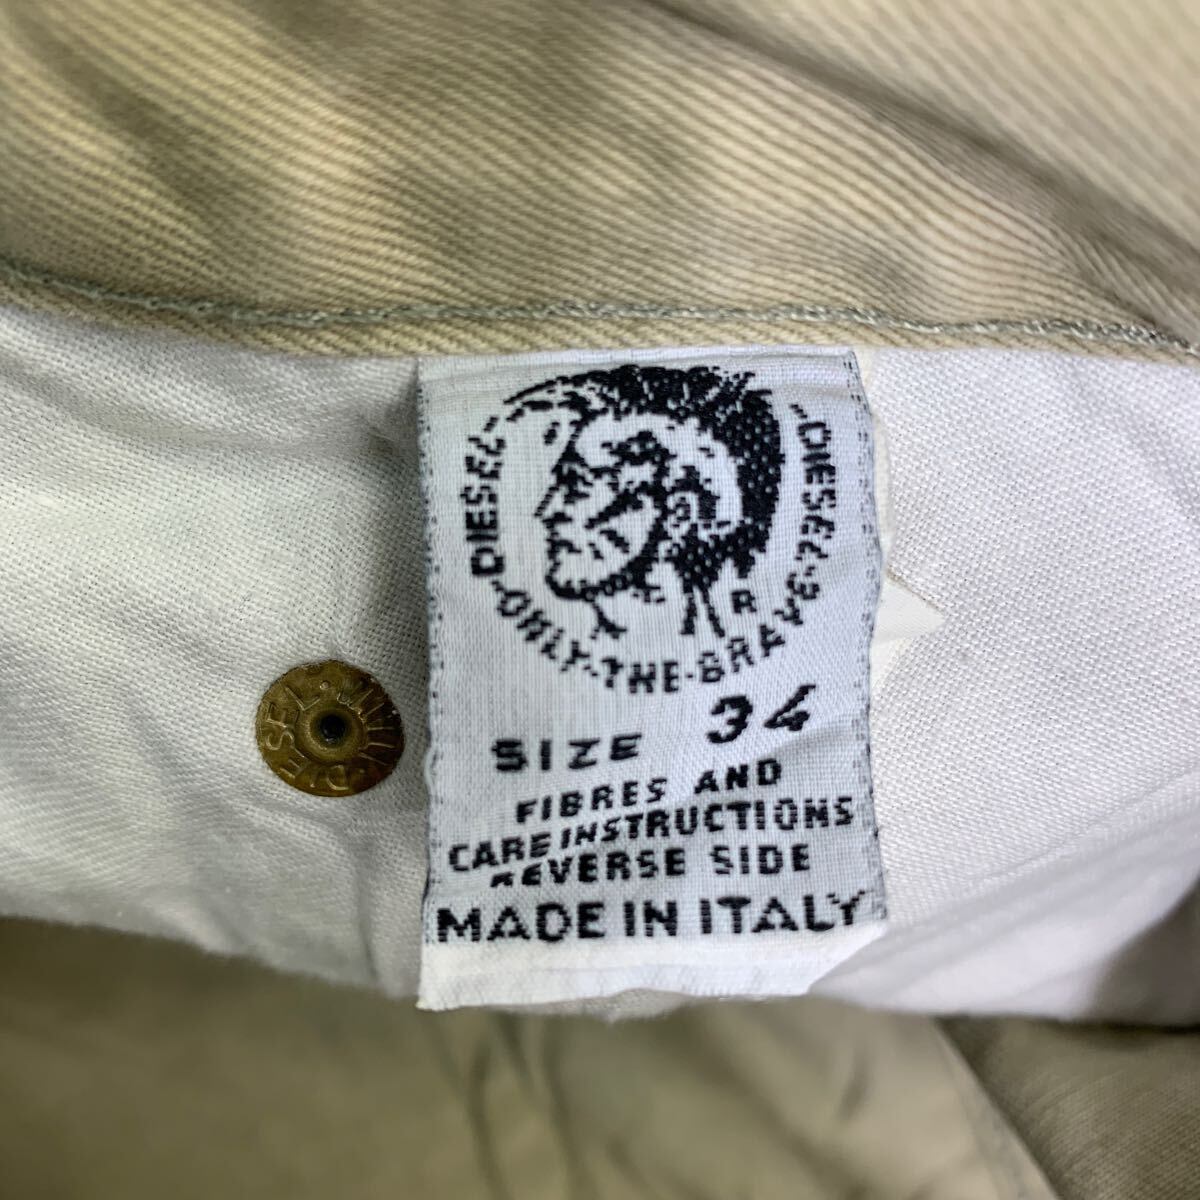 DIESEL-ONLY-THE-BRAVE-DIESEL
R
SIZE 34
FIBRES AND
CARE INSTRUCTIONS
REVERSE SIDE
MADE IN ITALY
DIESEL